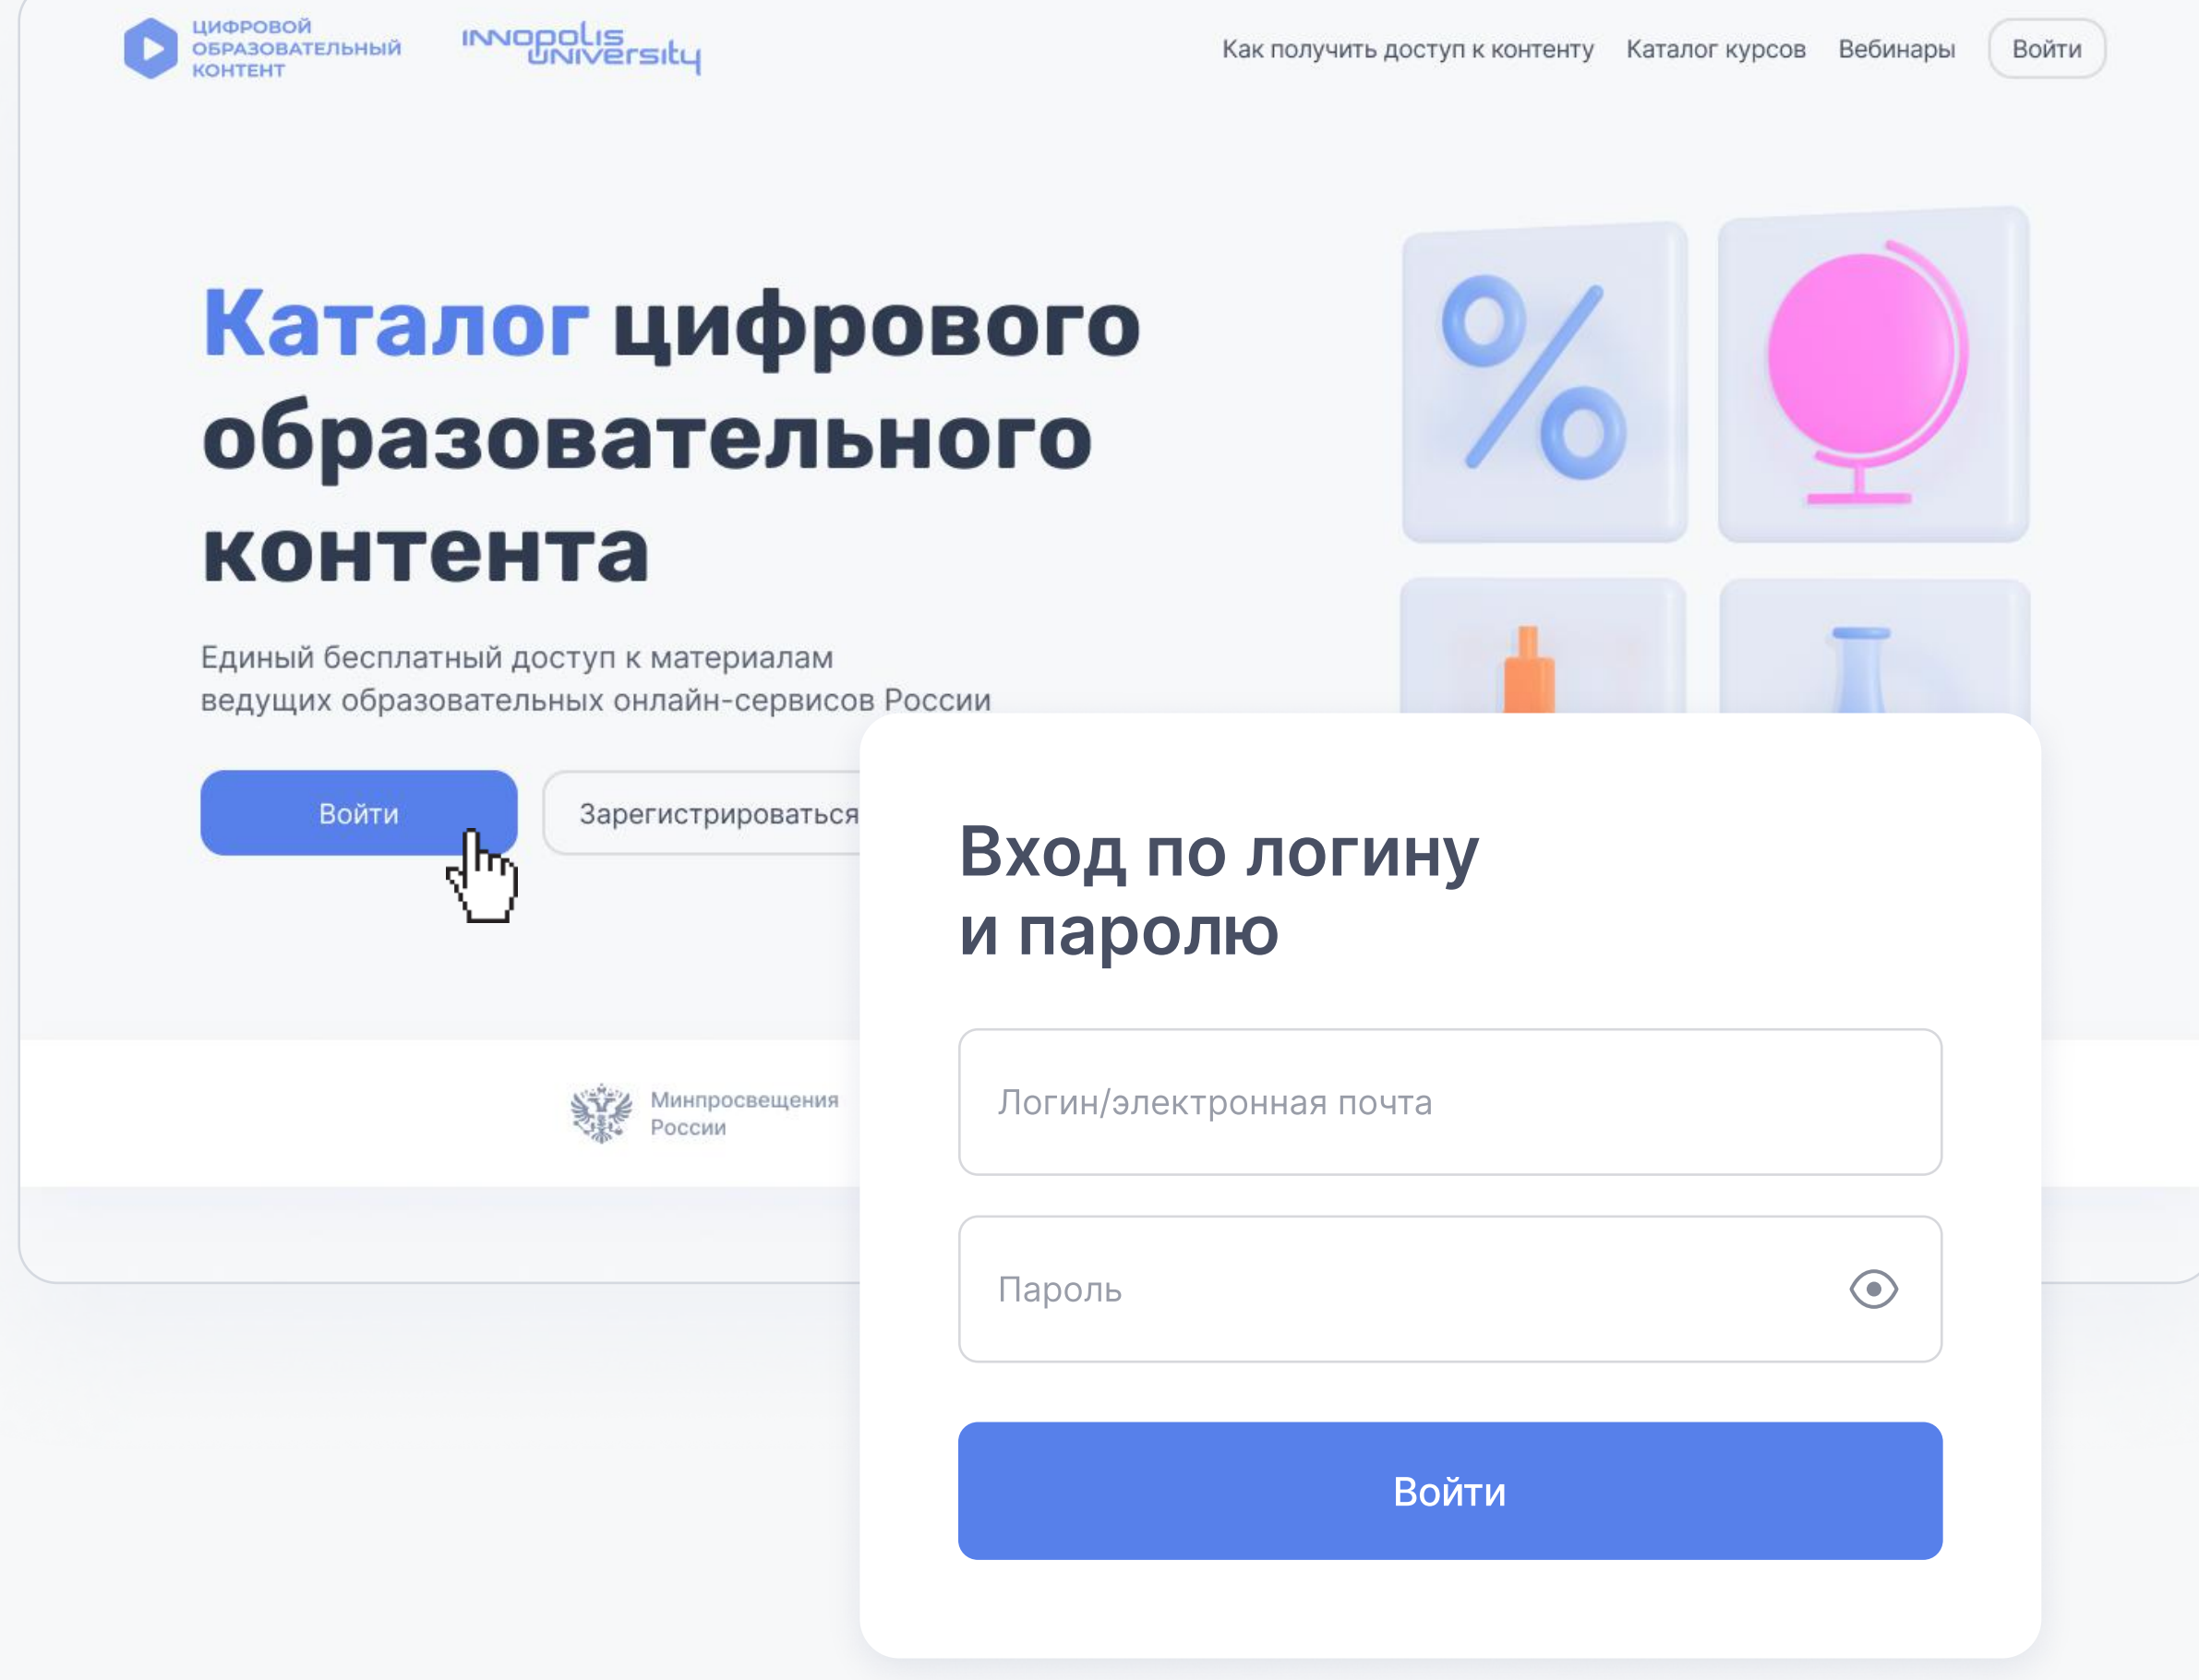 ЦИФРОВОЙ
ОБРАЗОВАТЕЛЬНЫЙ
КОНТЕНТ
INNOPOLIS
UNIVERSITY
Как получить доступ к контенту
Каталог курсов
Вебинары
Войти
Каталог цифрового
образовательного
контента
Единый бесплатный доступ к материалам
ведущих образовательных онлайн-сервисов России
Войти
Зарегистрироваться
Минпросвещения
России
Вход по логину
и паролю
Логин/электронная почта
Пароль
Войти